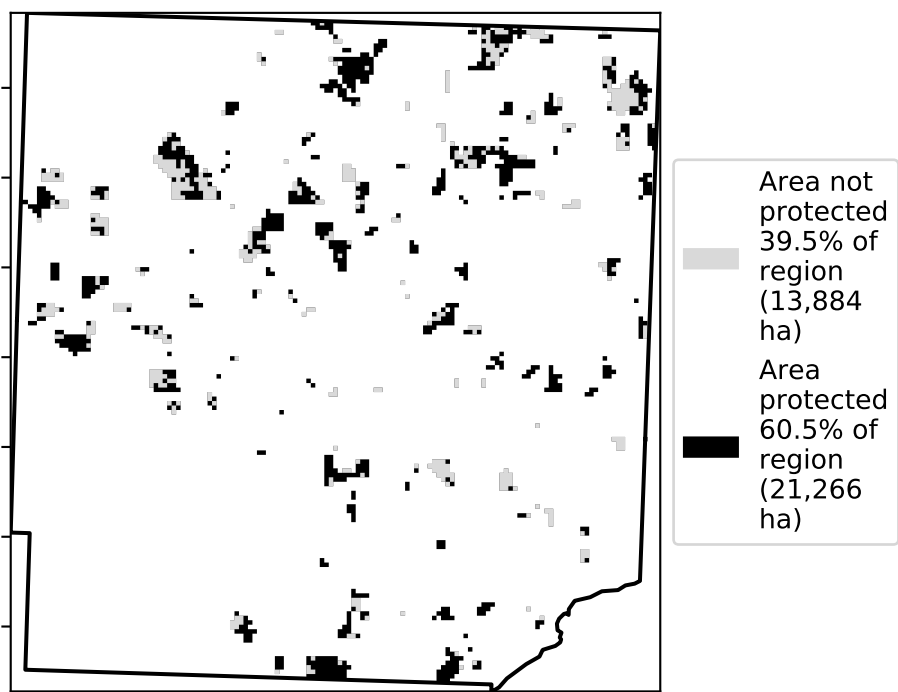 Area not
protected
39.5% of
region
(13,884
ha)
Area
protected
60.5% of
region
(21,266
ha)